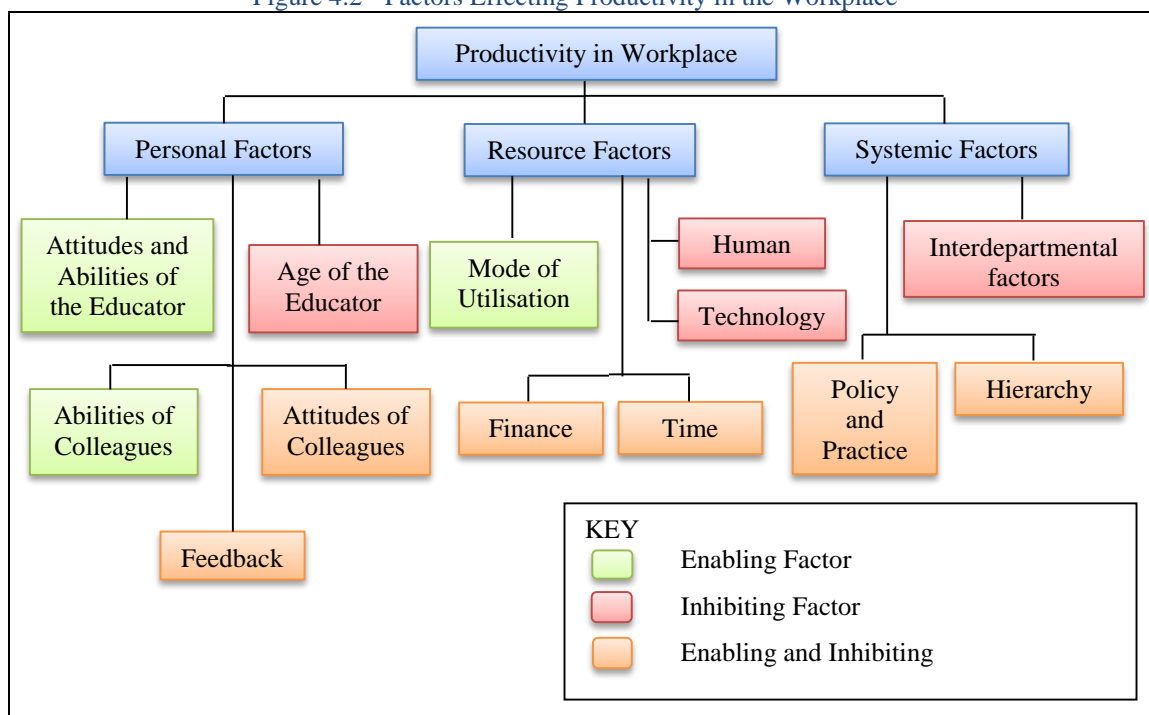 Figure 4.2 Factors Effecting Productivity in the Workplace
Productivity in Workplace
Personal Factors
Resource Factors
Systemic Factors
Attitudes and
Abilities of
the Educator
Age of the
Educator
Mode of
Utilisation
Human
Technology
Interdepartmental
factors
Abilities of
Colleagues
Attitudes of
Colleagues
Finance
Time
Policy
and
Practice
Hierarchy
Feedback
KEY
Enabling Factor
Inhibiting Factor
Enabling and Inhibiting